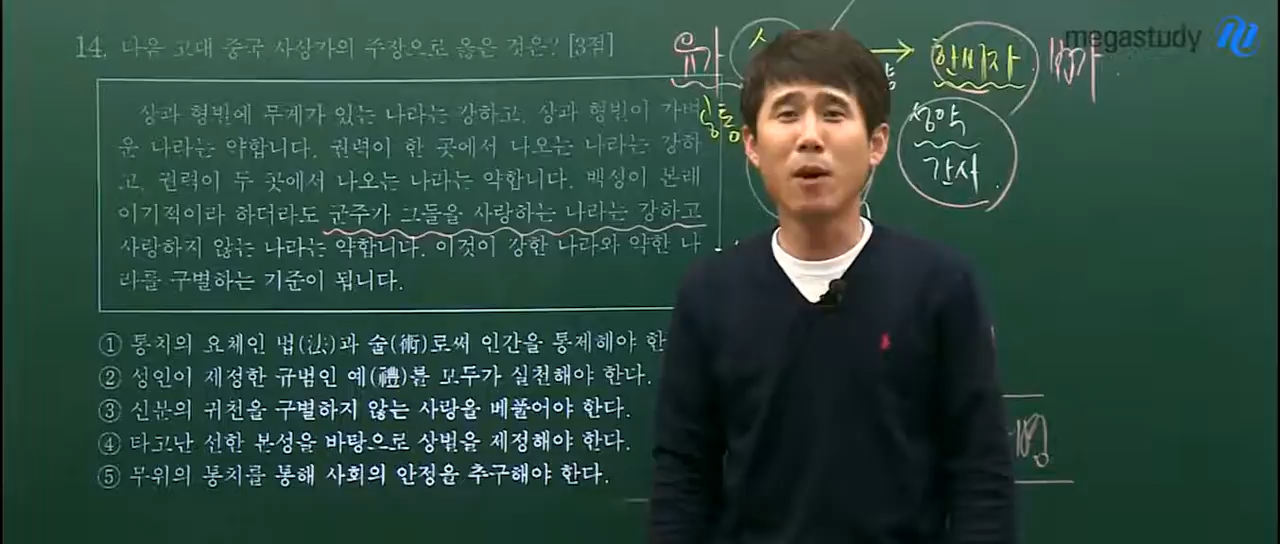 14. 다음 고대 중국 사상가의 주장으로 옳은 것은? [3점]
상과 형벌에 무게가 있는 나라는 강하고, 상과 형벌이 가벼
운 나라는 약합니다. 권력이 한 곳에서 나오는 나라는 강하
고, 권력이 두 곳에서 나오는 나라는 약합니다. 백성이 본래
이기적이라 하더라도 군주가 그들을 사랑하는 나라는 강하고
사랑하지 않는 나라는 약합니다. 이것이 강한 나라와 약한 나
라를 구별하는 기준이 됩니다.
① 통치의 요체인 법(法)과 술(術)로써 인간을 통제해야 한
② 성인이 제정한 규범인 예(禮)를 모두가 실천해야 한다.
③ 신분의 귀천을 구별하지 않는 사랑을 베풀어야 한다.
④ 타고난 선한 본성을 바탕으로 상벌을 제정해야 한다.
⑤ 무위의 통치를 통해 사회의 안정을 추구해야 한다.
유가
한비자
법가
성악
간사
megastudy